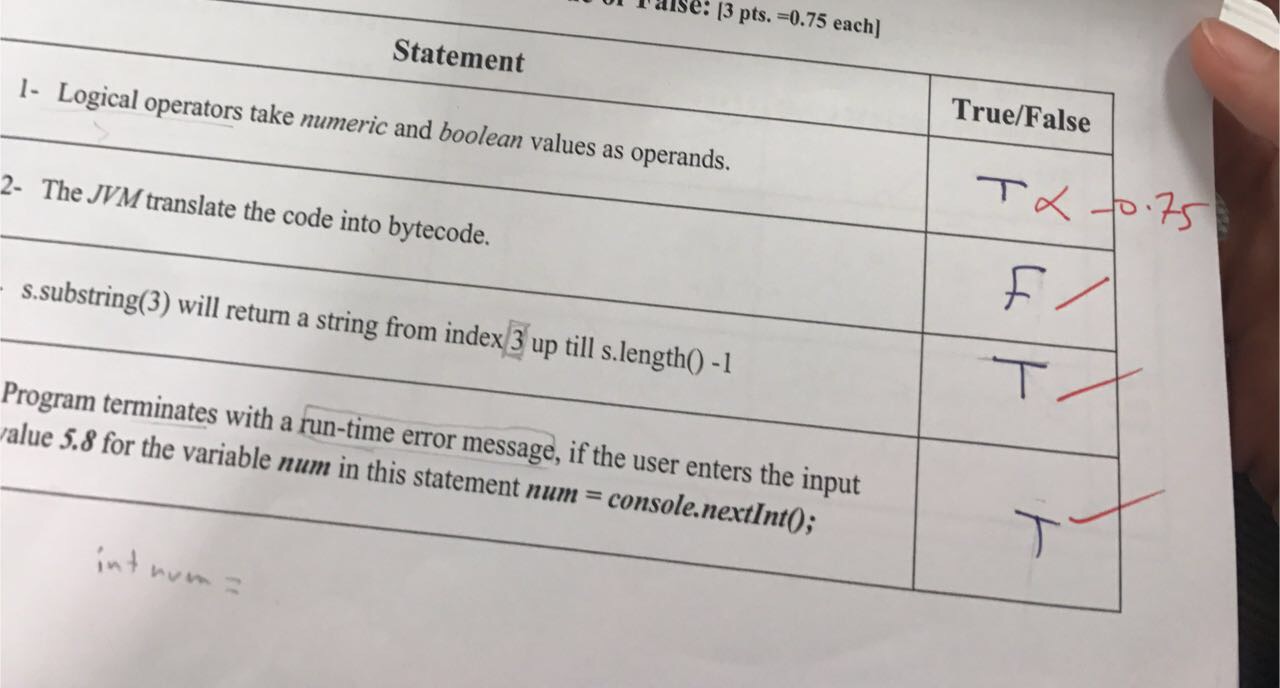 False: [3 pts. =0.75 each]
Statement
True/False
1- Logical operators take numeric and boolean values as operands.
T
-0.75
2- The JVM translate the code into bytecode.
F
s.substring(3) will return a string from index 3 up till s.length() -1
T
Program terminates with a run-time error message, if the user enters the input
value 5.8 for the variable num in this statement num = console.nextInt();
T
int num =